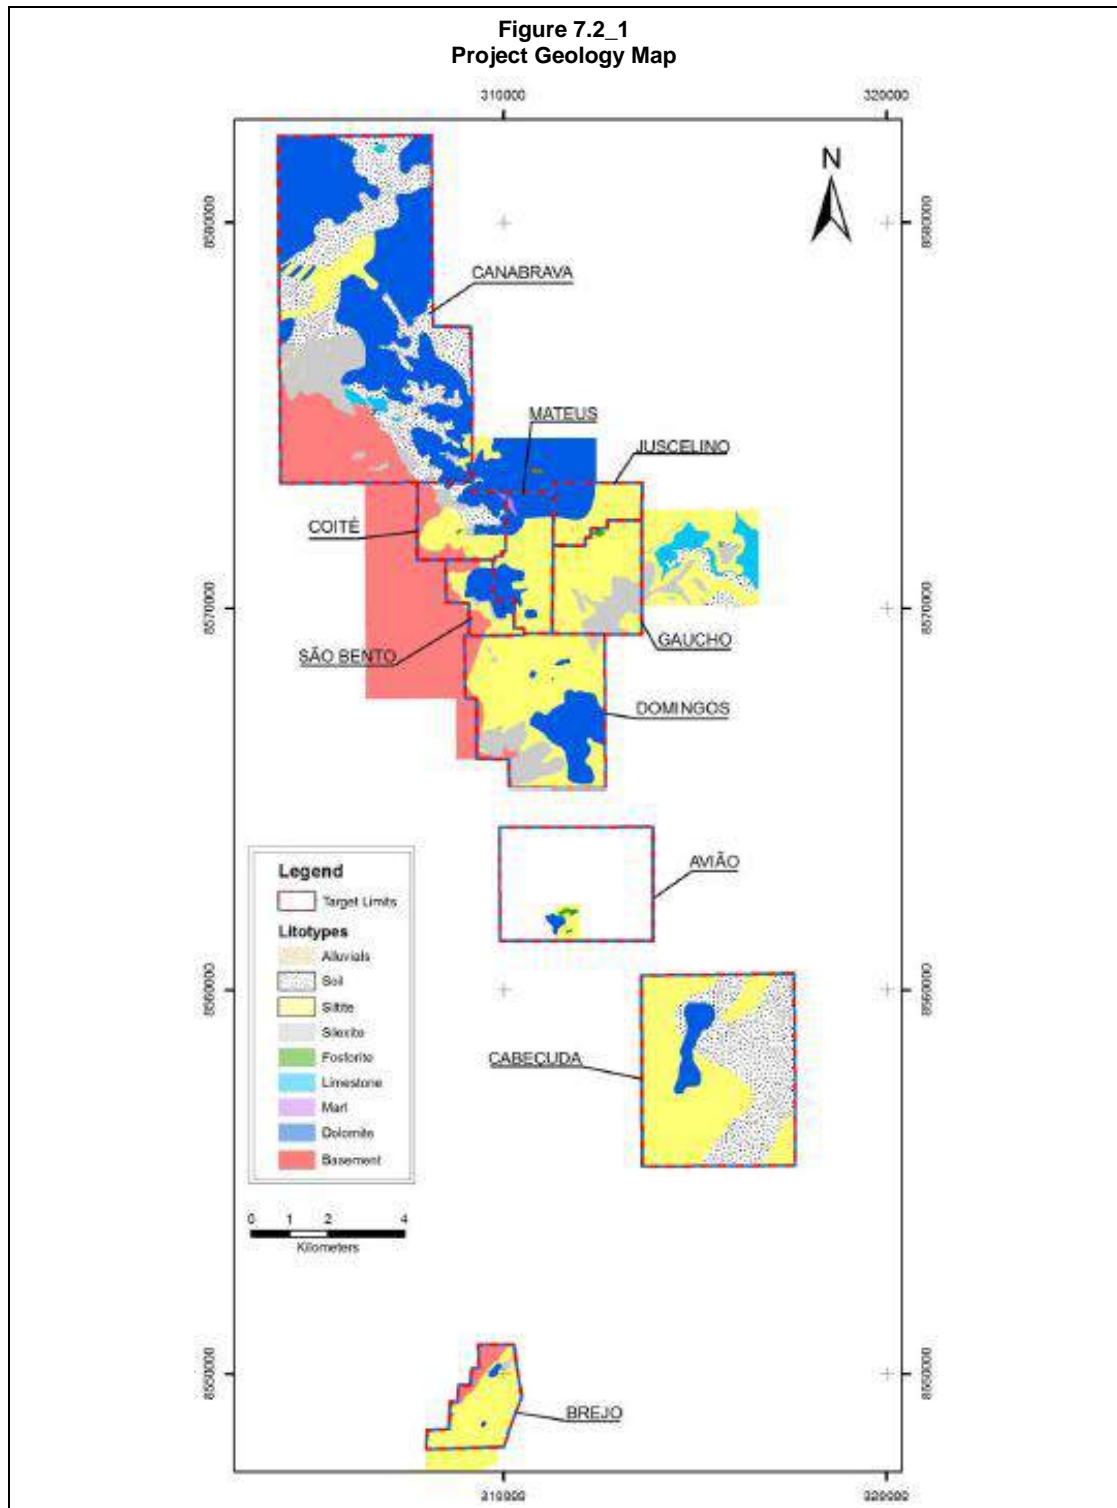 Figure 7.2_1
Project Geology Map
310000
320000
N
8580000
8580000
CANABRAVA
MATEUS
JUSCELINO
COITÉ
8570000
8570000
SÃO BENTO
GAUCHO
DOMINGOS
AVIÃO
Legend
Target Limits
Litotypes
Alluvials
Soil
Siltite
Silexito
Fosforite
Limestone
Marl
Dolomite
Basement
8560000
8560000
CABEÇUDA
0 1 2 4
Kilometers
8550000
8550000
BREJO
310000
320000